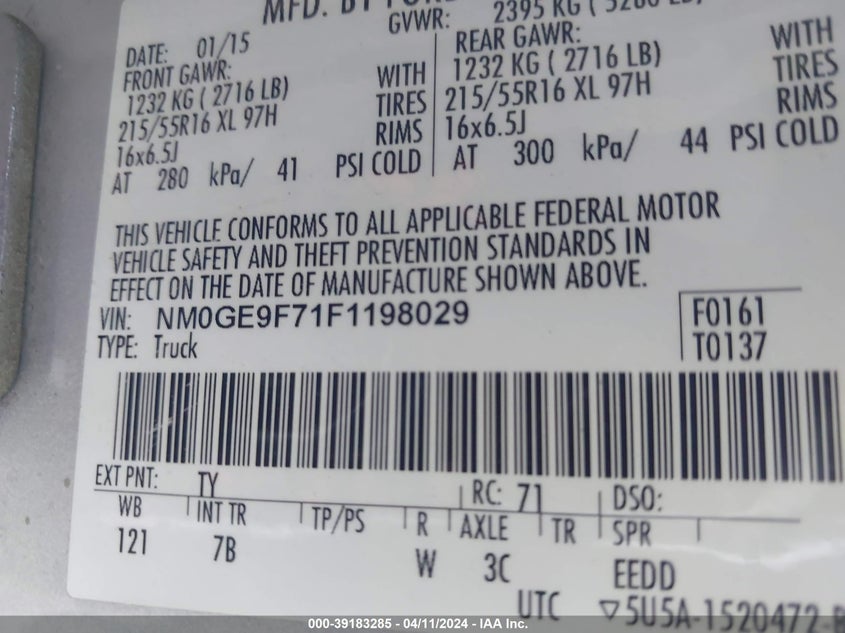 MFD. BY FORD
GVWR: 2395 KG ( 5280 LB)
DATE: 01/15
FRONT GAWR: REAR GAWR:
1232 KG ( 2716 LB) WITH 1232 KG ( 2716 LB) WITH
215/55R16 XL 97H TIRES 215/55R16 XL 97H TIRES
16x6.5J RIMS 16x6.5J RIMS
AT 280 kPa/ 41 PSI COLD AT 300 kPa/ 44 PSI COLD
THIS VEHICLE CONFORMS TO ALL APPLICABLE FEDERAL MOTOR
VEHICLE SAFETY AND THEFT PREVENTION STANDARDS IN
EFFECT ON THE DATE OF MANUFACTURE SHOWN ABOVE.
VIN: NM0GE9F71F1198029 F0161
TYPE: Truck T0137
EXT PNT: TY RC: 71 DSO:
WB INT TR TP/PS R AXLE TR SPR
121 7B W 3C EEDD
UTC ▽5U5A-1520472-
000-39183285 - 04/11/2024 - IAA Inc.